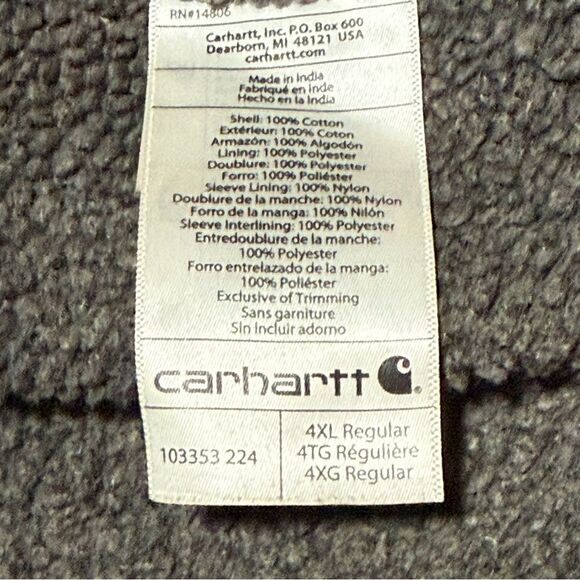 RN#14806
Carhartt, Inc. P.O. Box 600
Dearborn, MI 48121 USA
carhartt.com
Made in India
Fabriqué en Inde
Hecho en la India
Shell: 100% Cotton
Extérieur: 100% Coton
Armazón: 100% Algodón
Lining: 100% Polyester
Doublure: 100% Polyester
Forro: 100% Poliéster
Sleeve Lining: 100% Nylon
Doublure de la manche: 100% Nylon
Forro de la manga: 100% Nilón
Sleeve Interlining: 100% Polyester
Entredoublure de la manche:
100% Polyester
Forro entrelazado de la manga:
100% Poliéster
Exclusive of Trimming
Sans garniture
Sin incluir adorno
carhartt
103353 224
4XL Regular
4TG Régulière
4XG Regular